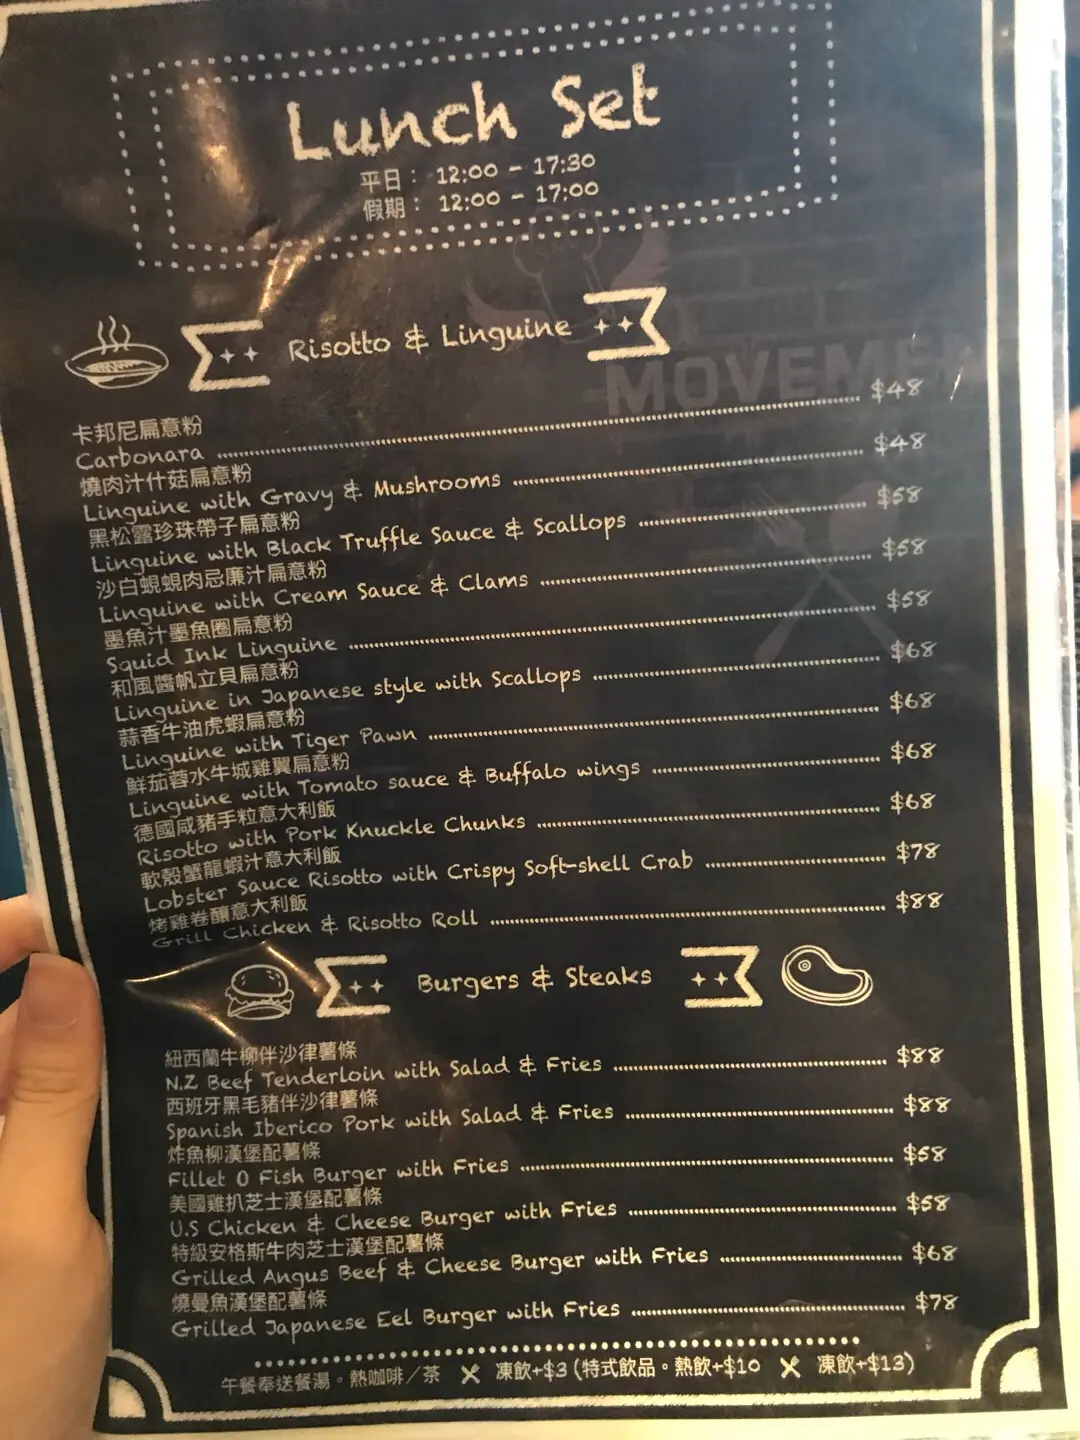 Lunch Set
平日： 12:00 - 17:30
假期： 12:00 - 17:00
Risotto & Linguine
MOVEMEN
卡邦尼扁意粉
Carbonara $48
燒肉汁什菇扁意粉
Linguine with Gravy & Mushrooms $48
黑松露珍珠帶子扁意粉
Linguine with Black Truffle Sauce & Scallops $58
沙白蜆蜆肉忌廉汁扁意粉
Linguine with Cream Sauce & Clams $58
墨魚汁墨魚圈扁意粉
Squid Ink Linguine $58
和風醬帆立貝扁意粉
Linguine in Japanese style with Scallops $68
蒜香牛油虎蝦扁意粉
Linguine with Tiger Pawn $68
鮮茄蓉水牛城雞翼扁意粉
Linguine with Tomato sauce & Buffalo wings $68
德國咸豬手粒意大利飯
Risotto with Pork Knuckle Chunks $68
軟殼蟹龍蝦汁意大利飯
Lobster Sauce Risotto with Crispy Soft-shell Crab $78
烤雞卷釀意大利飯
Grill Chicken & Risotto Roll $88
Burgers & Steaks
紐西蘭牛柳伴沙律薯條
N.Z Beef Tenderloin with Salad & Fries $88
西班牙黑毛豬伴沙律薯條
Spanish Iberico Pork with Salad & Fries $88
炸魚柳漢堡配薯條
Fillet O Fish Burger with Fries $58
美國雞扒芝士漢堡配薯條
U.S Chicken & Cheese Burger with Fries $58
特級安格斯牛肉芝士漢堡配薯條
Grilled Angus Beef & Cheese Burger with Fries $68
燒曼魚漢堡配薯條
Grilled Japanese Eel Burger with Fries $78
午餐奉送餐湯。熱咖啡／茶 凍飲+$3 (特式飲品。熱飲+$10 凍飲+$13)